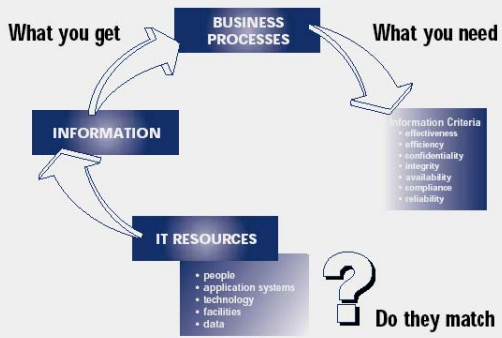 What you get
BUSINESS
PROCESSES
What you need
INFORMATION
Information Criteria
• effectiveness
• efficiency
• confidentiality
• integrity
• availability
• compliance
• reliability
IT RESOURCES
• people
• application systems
• technology
• facilities
• data
?
Do they match